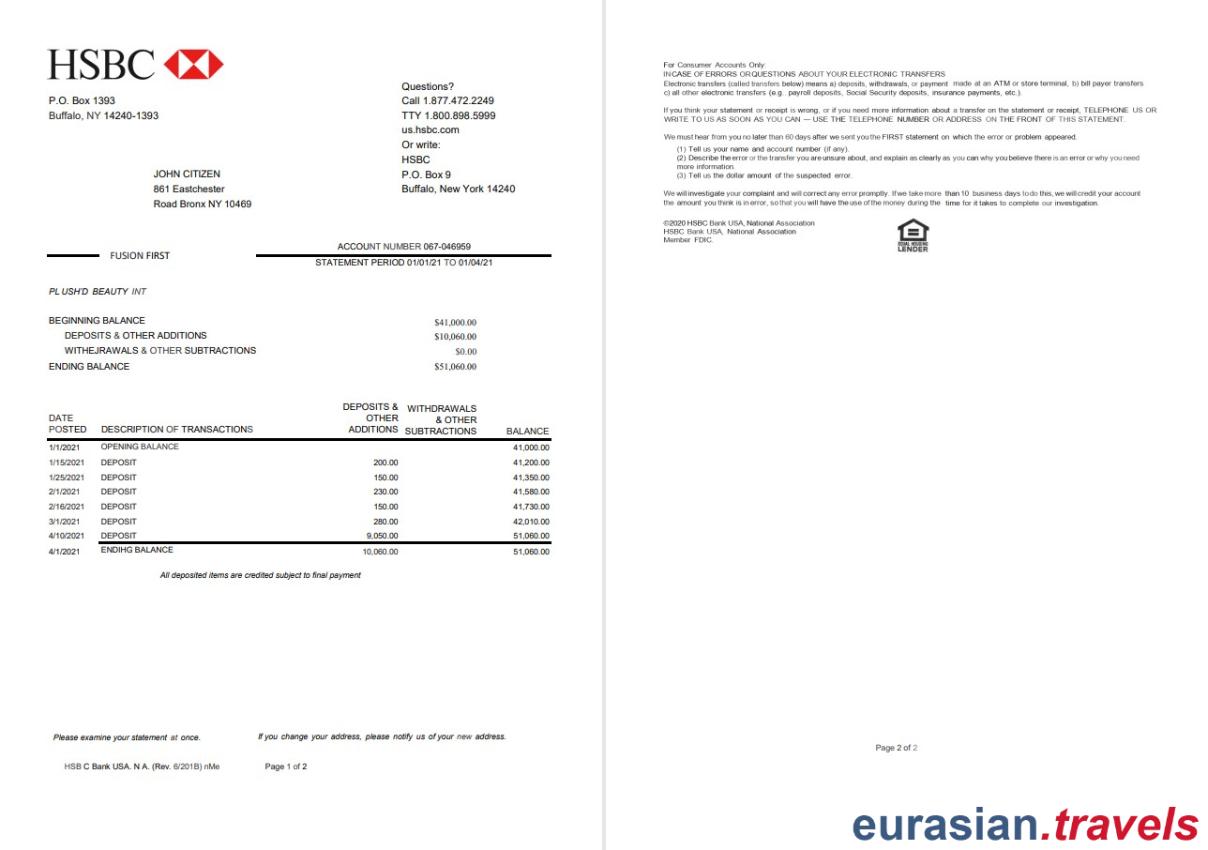 HSBC
P.O. Box 1393
Buffalo, NY 14240-1393
Questions?
Call 1.877.472.2249
TTY 1.800.898.5999
us.hsbc.com
Or write:
HSBC
P.O. Box 9
Buffalo, New York 14240
JOHN CITIZEN
861 Eastchester
Road Bronx NY 10469
FUSION FIRST
ACCOUNT NUMBER 067-046959
STATEMENT PERIOD 01/01/21 TO 01/04/21
PLUSH'D BEAUTY INT
BEGINNING BALANCE $41,000.00
DEPOSITS & OTHER ADDITIONS $10,060.00
WITHEJRAWALS & OTHER SUBTRACTIONS $0.00
ENDING BALANCE $51,060.00
DATE POSTED DESCRIPTION OF TRANSACTIONS DEPOSITS & OTHER ADDITIONS WITHDRAWALS & OTHER SUBTRACTIONS BALANCE
1/1/2021 OPENING BALANCE 41,000.00
1/15/2021 DEPOSIT 200.00 41,200.00
1/25/2021 DEPOSIT 150.00 41,350.00
2/1/2021 DEPOSIT 230.00 41,580.00
2/16/2021 DEPOSIT 150.00 41,730.00
3/1/2021 DEPOSIT 280.00 42,010.00
4/10/2021 DEPOSIT 9,050.00 51,060.00
4/1/2021 ENDIHG BALANCE 10,060.00 51,060.00
All deposited items are credited subject to final payment
Please examine your statement at once. If you change your address, please notify us of your new address.
HSB C Bank USA. N A. (Rev. 6/201B) nMe Page 1 of 2
For Consumer Accounts Only:
IN CASE OF ERRORS OR QUESTIONS ABOUT YOUR ELECTRONIC TRANSFERS
Electronic transfers (called transfers below) means a) deposits, withdrawals, or payment made at an ATM or store terminal, b) bill payer transfers
c) all other electronic transfers (e.g.. payroll deposits, Social Security deposits, insurance payments, etc.).
If you think your statement or receipt is wrong, or if you need more information about a transfer on the statement or receipt, TELEPHONE US OR
WRITE TO US AS SOON AS YOU CAN — USE THE TELEPHONE NUMBER OR ADDRESS ON THE FRONT OF THIS STATEMENT.
We must hear from you no later than 60 days after we sent you the FIRST statement on which the error or problem appeared.
(1) Tell us your name and account number (if any).
(2) Describe the error or the transfer you are unsure about, and explain as clearly as you can why you believe there is an error or why you need
more information.
(3) Tell us the dollar amount of the suspected error.
We will investigate your complaint and will correct any error promptly. If we take more than 10 business days to do this, we will credit your account
the amount you think is in error, so that you will have the use of the money during the time for it takes to complete our investigation.
©2020 HSBC Bank USA, National Association
HSBC Bank USA, National Association
Member FDIC.
EQUAL HOUSING
LENDER
Page 2 of 2
eurasian.travels